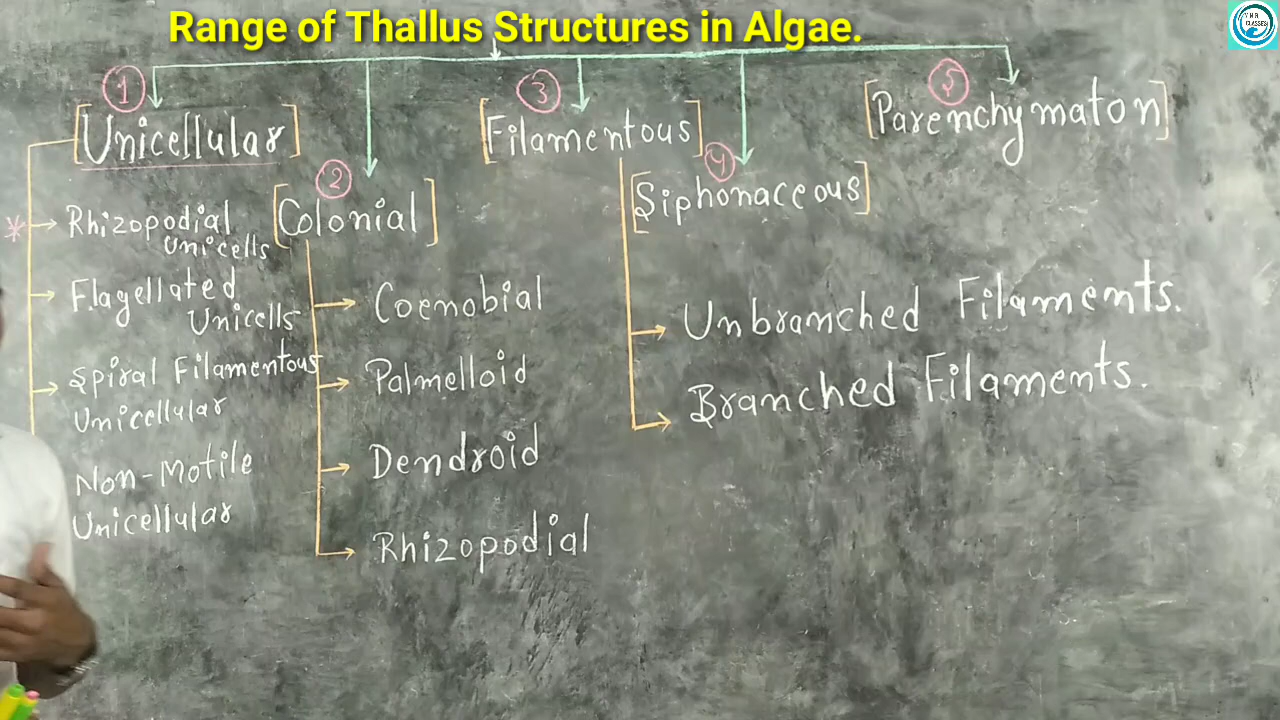 Range of Thallus Structures in Algae.
Y.N.R
CLASSES
1
[Unicellular]
* Rhizopodial
Unicells
Flagellated
Unicells
Spiral Filamentous
Unicellular
Non-Motile
Unicellular
2
[Colonial]
Coenobial
Palmelloid
Dendroid
Rhizopodial
3
[Filamentous]
Unbranched Filaments.
Branched Filaments.
4
[Siphonaceous]
5
[Parenchymaton]